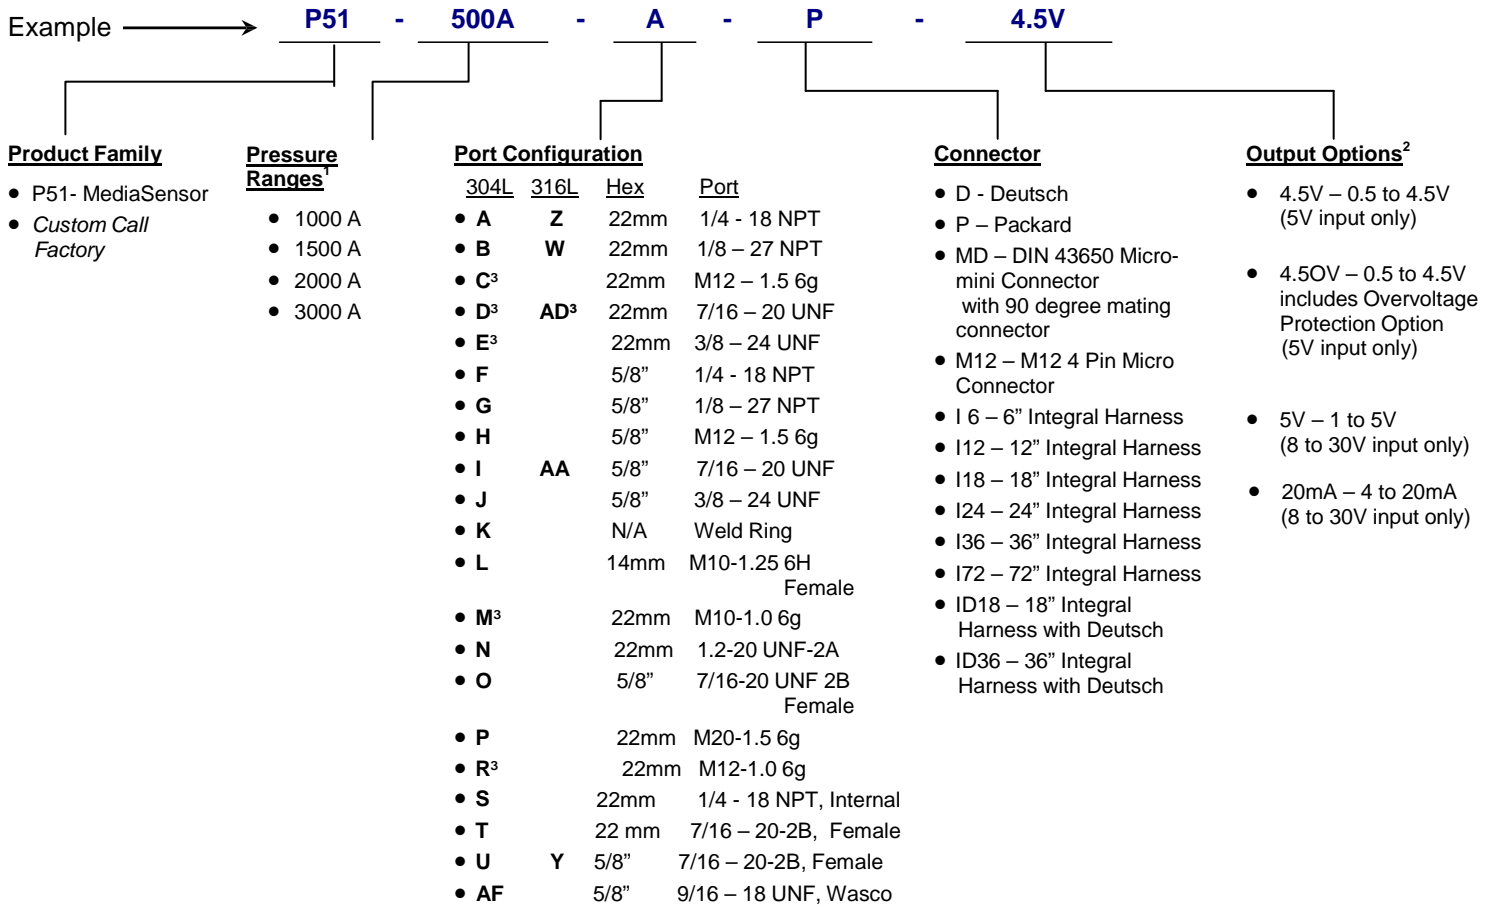 Example P51 - 500A - A - P - 4.5V
Product Family
• P51- MediaSensor
• Custom Call
Factory
Pressure
Ranges¹
• 1000 A
• 1500 A
• 2000 A
• 3000 A
Port Configuration
304L 316L Hex Port
• A Z 22mm 1/4 - 18 NPT
• B W 22mm 1/8 – 27 NPT
• C³ 22mm M12 – 1.5 6g
• D³ AD³ 22mm 7/16 – 20 UNF
• E³ 22mm 3/8 – 24 UNF
• F 5/8” 1/4 - 18 NPT
• G 5/8” 1/8 – 27 NPT
• H 5/8” M12 – 1.5 6g
• I AA 5/8” 7/16 – 20 UNF
• J 5/8” 3/8 – 24 UNF
• K N/A Weld Ring
• L 14mm M10-1.25 6H
Female
• M³ 22mm M10-1.0 6g
• N 22mm 1.2-20 UNF-2A
• O 5/8” 7/16-20 UNF 2B
Female
• P 22mm M20-1.5 6g
• R³ 22mm M12-1.0 6g
• S 22mm 1/4 - 18 NPT, Internal
• T 22 mm 7/16 – 20-2B, Female
• U Y 5/8” 7/16 – 20-2B, Female
• AF 5/8” 9/16 – 18 UNF, Wasco
Connector
• D - Deutsch
• P – Packard
• MD – DIN 43650 Micro-
mini Connector
with 90 degree mating
connector
• M12 – M12 4 Pin Micro
Connector
• I 6 – 6” Integral Harness
• I12 – 12” Integral Harness
• I18 – 18” Integral Harness
• I24 – 24” Integral Harness
• I36 – 36” Integral Harness
• I72 – 72” Integral Harness
• ID18 – 18” Integral
Harness with Deutsch
• ID36 – 36” Integral
Harness with Deutsch
Output Options²
• 4.5V – 0.5 to 4.5V
(5V input only)
• 4.5OV – 0.5 to 4.5V
includes Overvoltage
Protection Option
(5V input only)
• 5V – 1 to 5V
(8 to 30V input only)
• 20mA – 4 to 20mA
(8 to 30V input only)